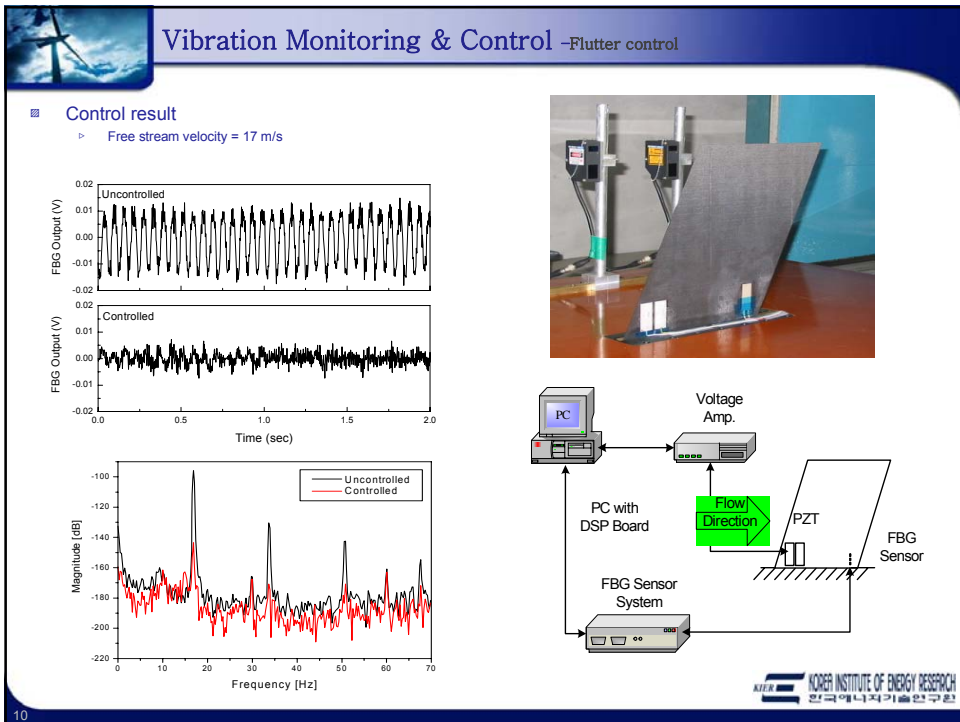 Vibration Monitoring & Control –Flutter control
Control result
Free stream velocity = 17 m/s
0.02
0.01
0.00
-0.01
-0.02
FBG Output (V)
Uncontrolled
0.02
0.01
0.00
-0.01
-0.02
FBG Output (V)
Controlled
0.0 0.5 1.0 1.5 2.0
Time (sec)
-100
-120
-140
-160
-180
-200
-220
Magnitude [dB]
Uncontrolled
Controlled
0 10 20 30 40 50 60 70
Frequency [Hz]
PC
Voltage
Amp.
PC with
DSP Board
Flow
Direction
PZT
FBG
Sensor
FBG Sensor
System
KIER
KOREA INSTITUTE OF ENERGY RESEARCH
한국에너지기술연구원
10